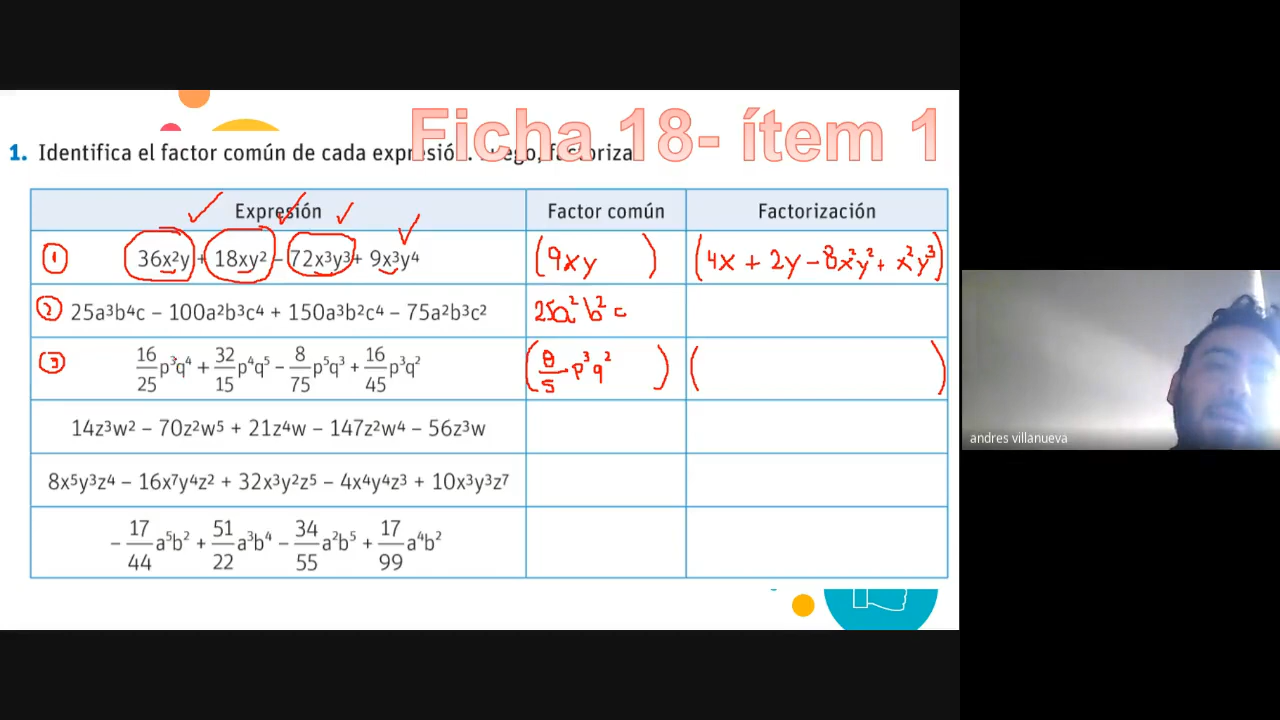 Ficha 18- ítem 1
1. Identifica el factor común de cada expresió. uego, factoriza
Expresión Factor común Factorización
① 36x²y + 18xy² – 72x³y³ + 9x³y⁴ (9xy ) (4x + 2y – 8x²y² + x²y³)
② 25a³b⁴c – 100a²b³c⁴ + 150a³b²c⁴ – 75a²b³c² 25a²b²c
③ 16/25 p³q⁴ + 32/15 p⁴q⁵ – 8/75 p⁵q³ + 16/45 p³q² (8/5 p³q² ) ( )
14z³w² – 70z²w⁵ + 21z⁴w – 147z²w⁴ – 56z³w
8x⁵y³z⁴ – 16x⁷y⁴z² + 32x³y²z⁵ – 4x⁴y⁴z³ + 10x³y³z⁷
– 17/44 a⁵b² + 51/22 a³b⁴ – 34/55 a²b⁵ + 17/99 a⁴b²
andres villanueva